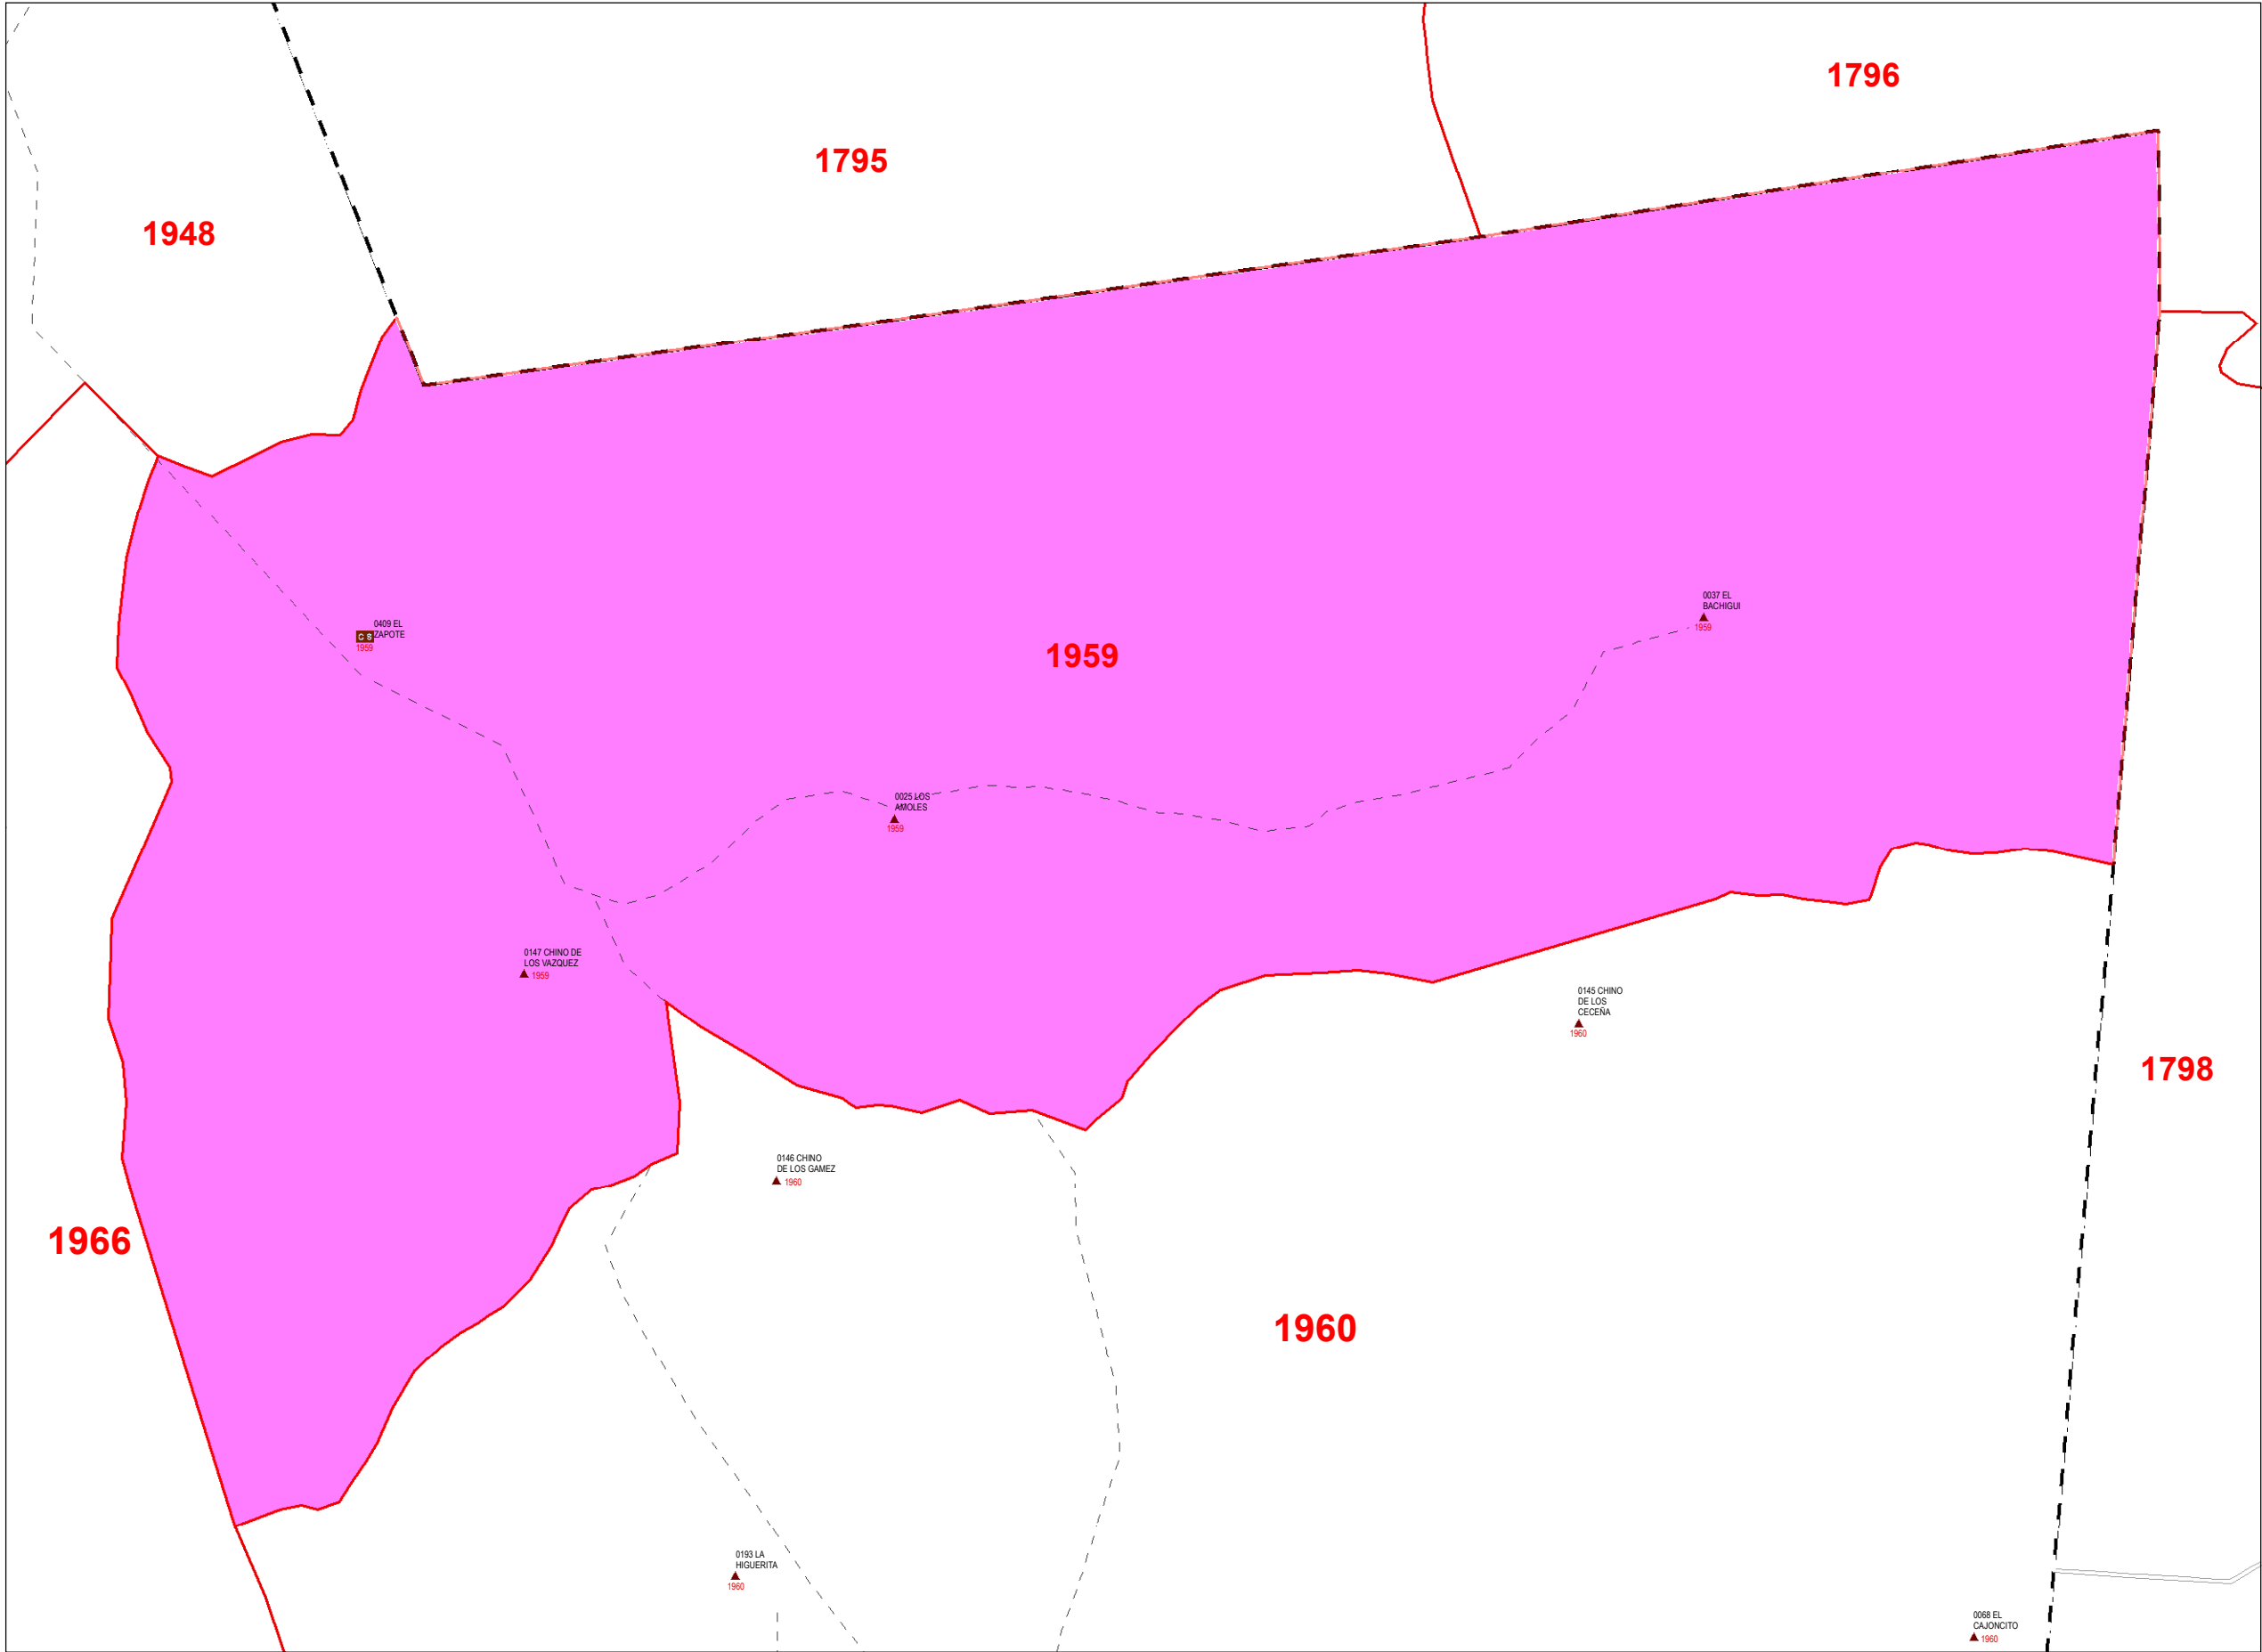 1796
1795
1948
0037 EL
BACHIGUI
1959
0409 EL
ZAPOTE
C S
1959
1959
0025 LOS
AMOLES
1959
0147 CHINO DE
LOS VAZQUEZ
1959
0145 CHINO
DE LOS
CECEÑA
1960
1798
0146 CHINO
DE LOS GAMEZ
1960
1966
1960
0193 LA
HIGUERITA
1960
0068 EL
CAJONCITO
1960